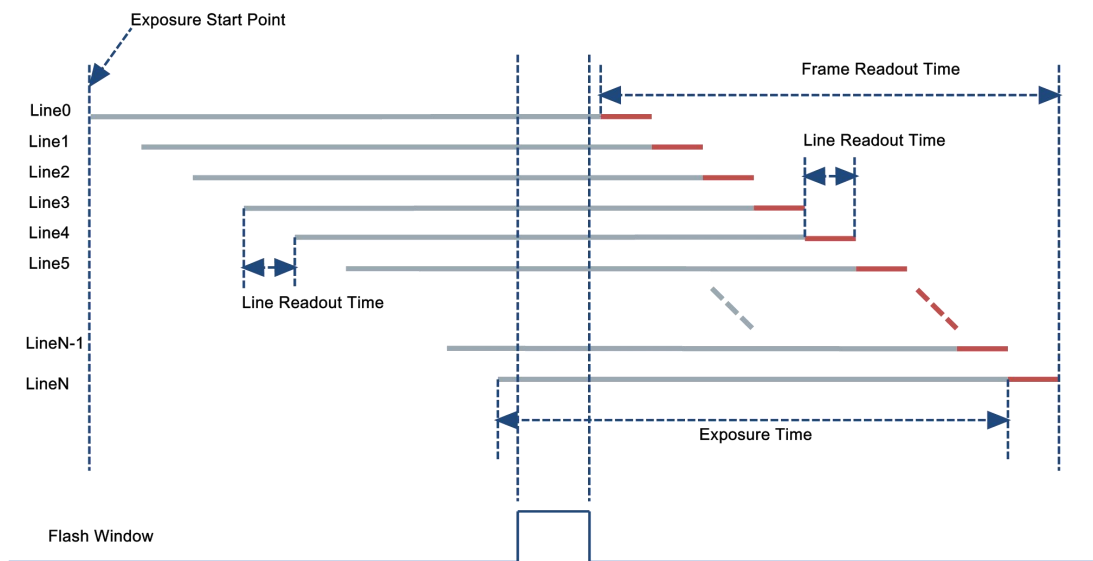 Exposure Start Point
Frame Readout Time
Line0
Line1
Line Readout Time
Line2
Line3
Line4
Line5
Line Readout Time
LineN-1
LineN
Exposure Time
Flash Window